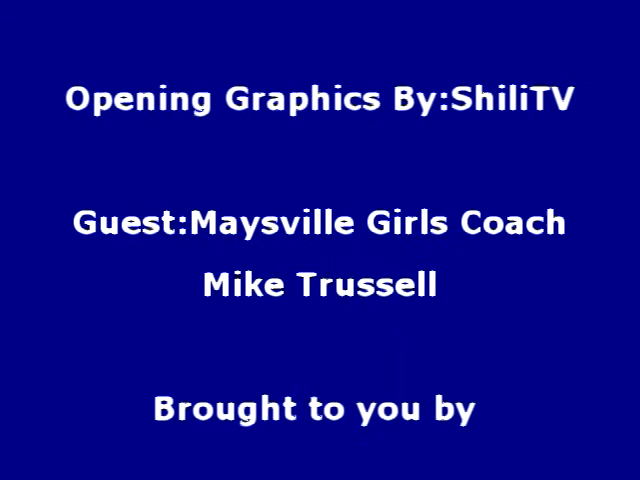 Opening Graphics By:ShiliTV
Guest:Maysville Girls Coach
Mike Trussell
Brought to you by